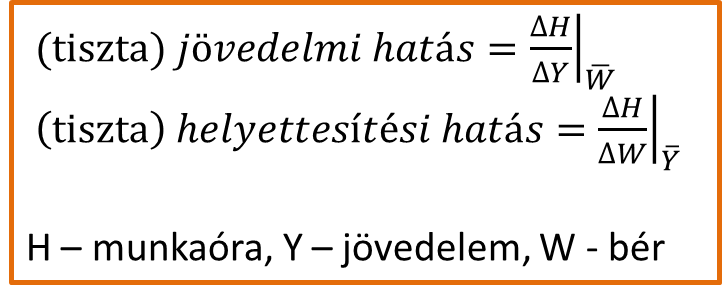 (tiszta) jövedelmi hatás = ΔH/ΔY|W̅
(tiszta) helyettesítési hatás = ΔH/ΔW|Y̅
H – munkaóra, Y – jövedelem, W - bér